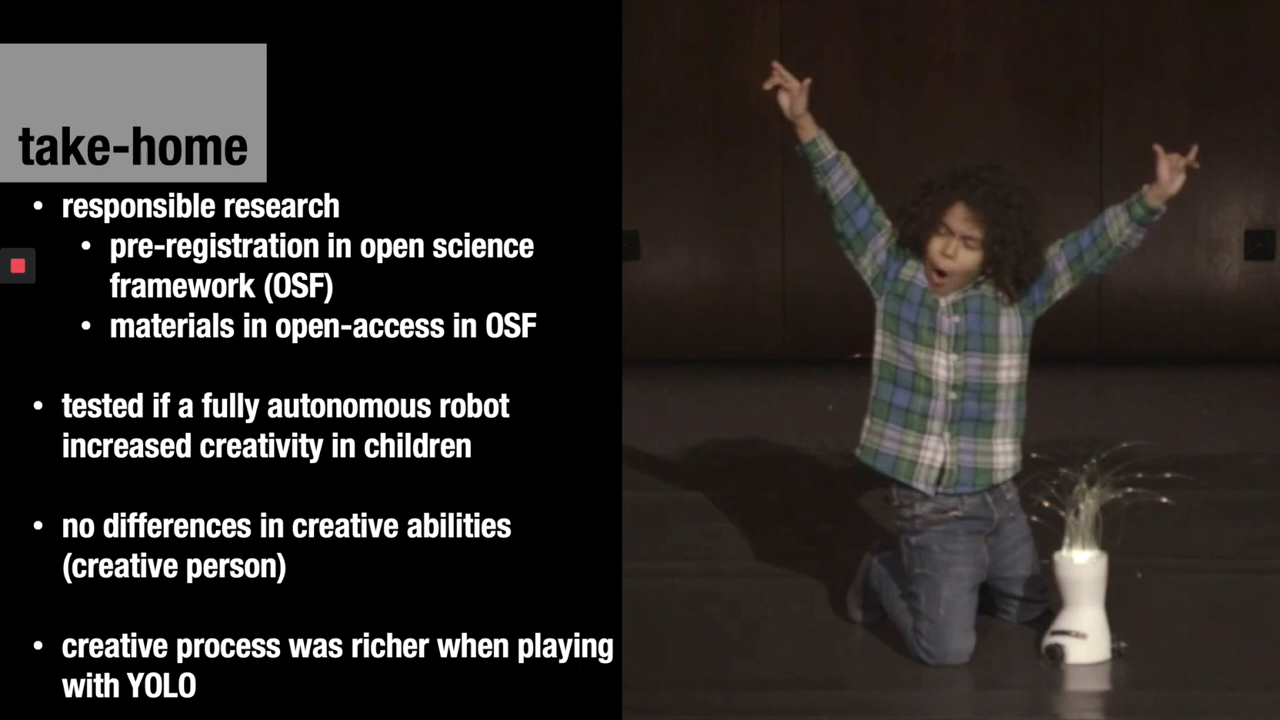 take-home
• responsible research
• pre-registration in open science
framework (OSF)
• materials in open-access in OSF
• tested if a fully autonomous robot
increased creativity in children
• no differences in creative abilities
(creative person)
• creative process was richer when playing
with YOLO